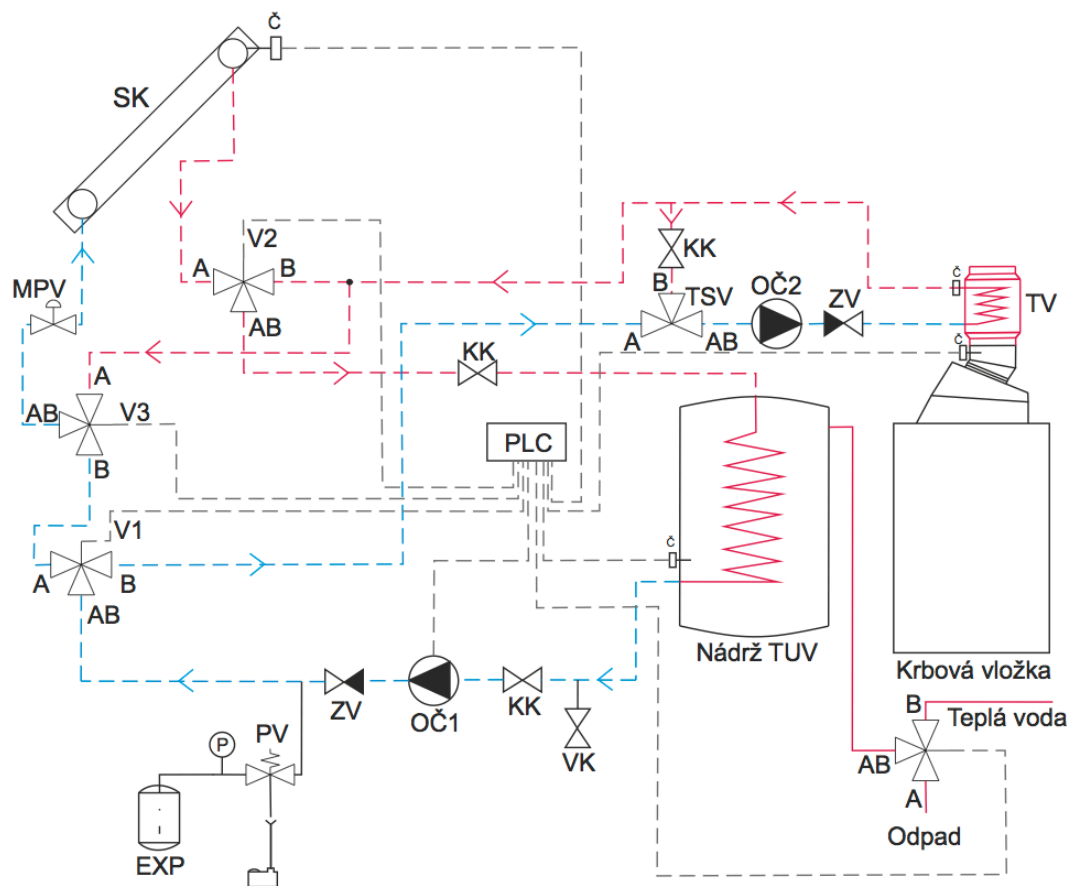 Č
SK
V2
A
B
AB
KK
B
TSV
A
AB
OČ2
ZV
Č
TV
MPV
A
AB
V3
B
KK
Č
PLC
V1
A
B
AB
Č
Nádrž TUV
Krbová vložka
ZV
OČ1
KK
VK
B
Teplá voda
AB
A
Odpad
P
PV
EXP